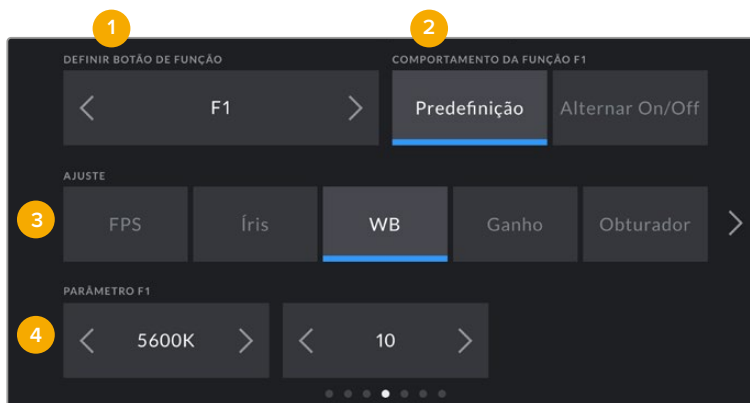 1 2
DEFINIR BOTÃO DE FUNÇÃO COMPORTAMENTO DA FUNÇÃO F1
F1 Predefinição Alternar On/Off
AJUSTE
3 FPS Íris WB Ganho Obturador
PARÂMETRO F1
4 5600K 10